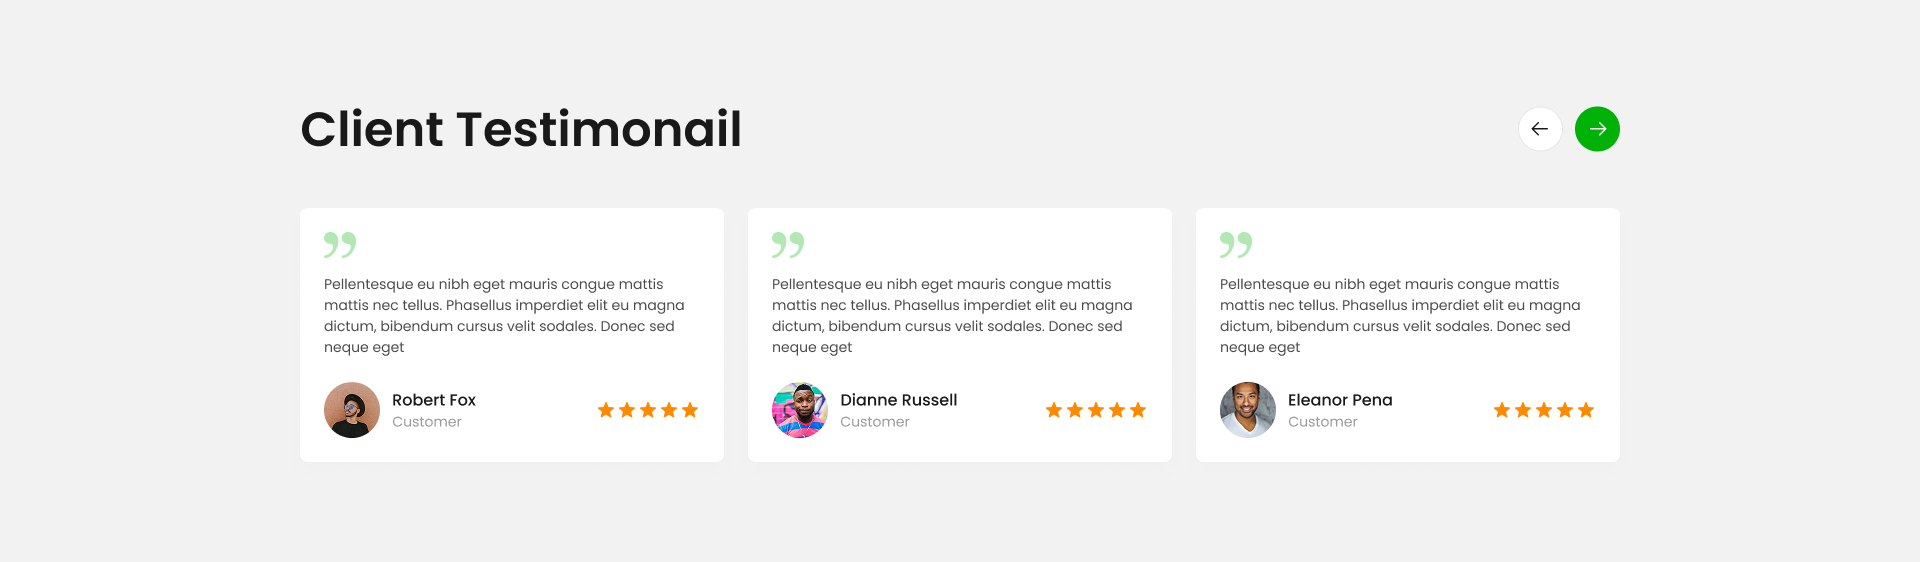 Client Testimonail
Pellentesque eu nibh eget mauris congue mattis
mattis nec tellus. Phasellus imperdiet elit eu magna
dictum, bibendum cursus velit sodales. Donec sed
neque eget
Robert Fox
Customer
Pellentesque eu nibh eget mauris congue mattis
mattis nec tellus. Phasellus imperdiet elit eu magna
dictum, bibendum cursus velit sodales. Donec sed
neque eget
Dianne Russell
Customer
Pellentesque eu nibh eget mauris congue mattis
mattis nec tellus. Phasellus imperdiet elit eu magna
dictum, bibendum cursus velit sodales. Donec sed
neque eget
Eleanor Pena
Customer